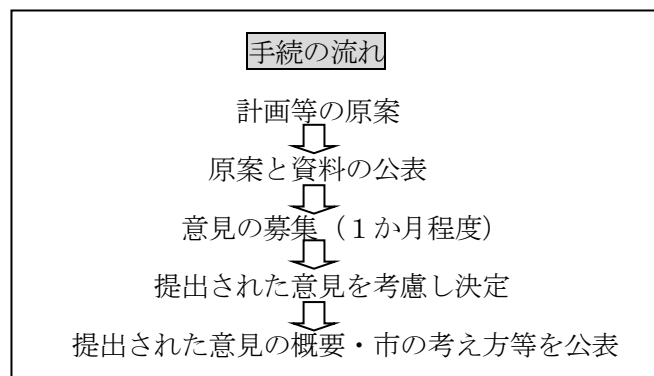 手続の流れ
計画等の原案
原案と資料の公表
意見の募集（１か月程度）
提出された意見を考慮し決定
提出された意見の概要・市の考え方等を公表